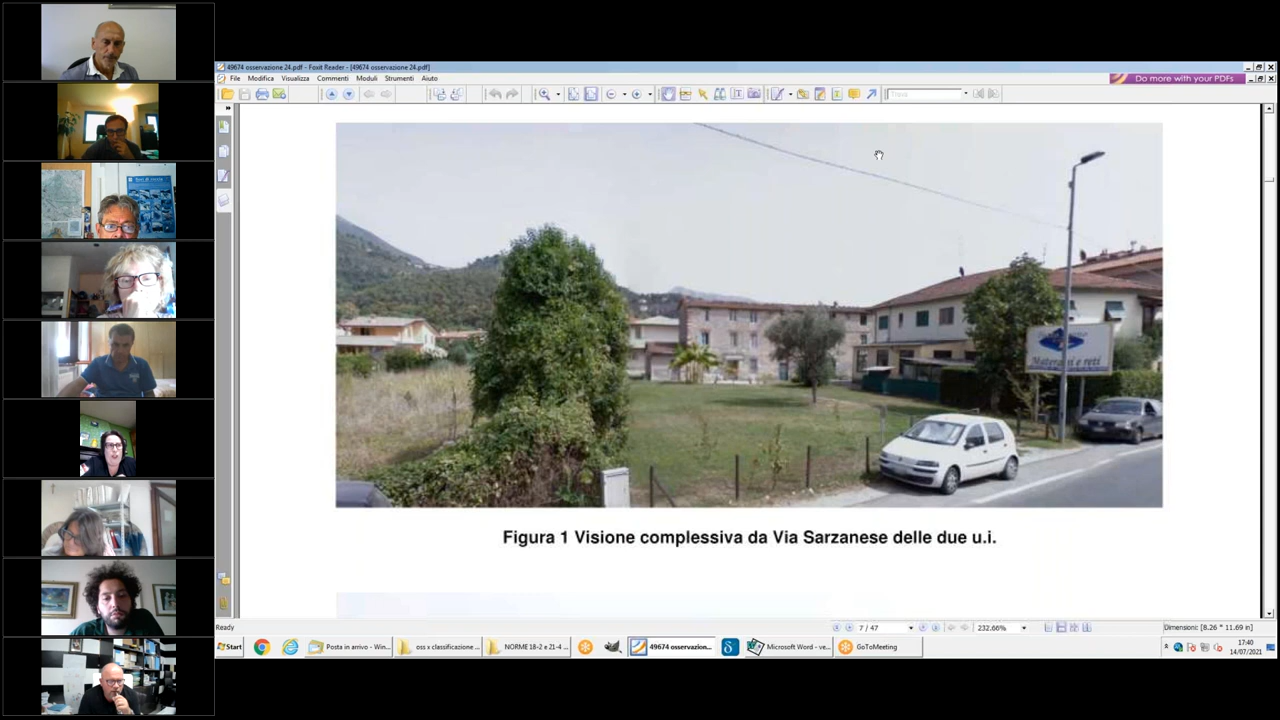 49674 osservazione 24.pdf - Foxit Reader - [49674 osservazione 24.pdf]
File Modifica Visualizza Commenti Moduli Strumenti Aiuto
Do more with your PDFs
Trova
Materassi e reti
Figura 1 Visione complessiva da Via Sarzanese delle due u.i.
Ready
7 / 47
232.66%
Dimensioni: [8.26 * 11.69 in]
Start
Posta in arrivo - Win...
oss x classificazione ...
NORME 18-2 e 21-4 ...
49674 osservazion...
Microsoft Word - ve...
GoToMeeting
17:40
14/07/2021